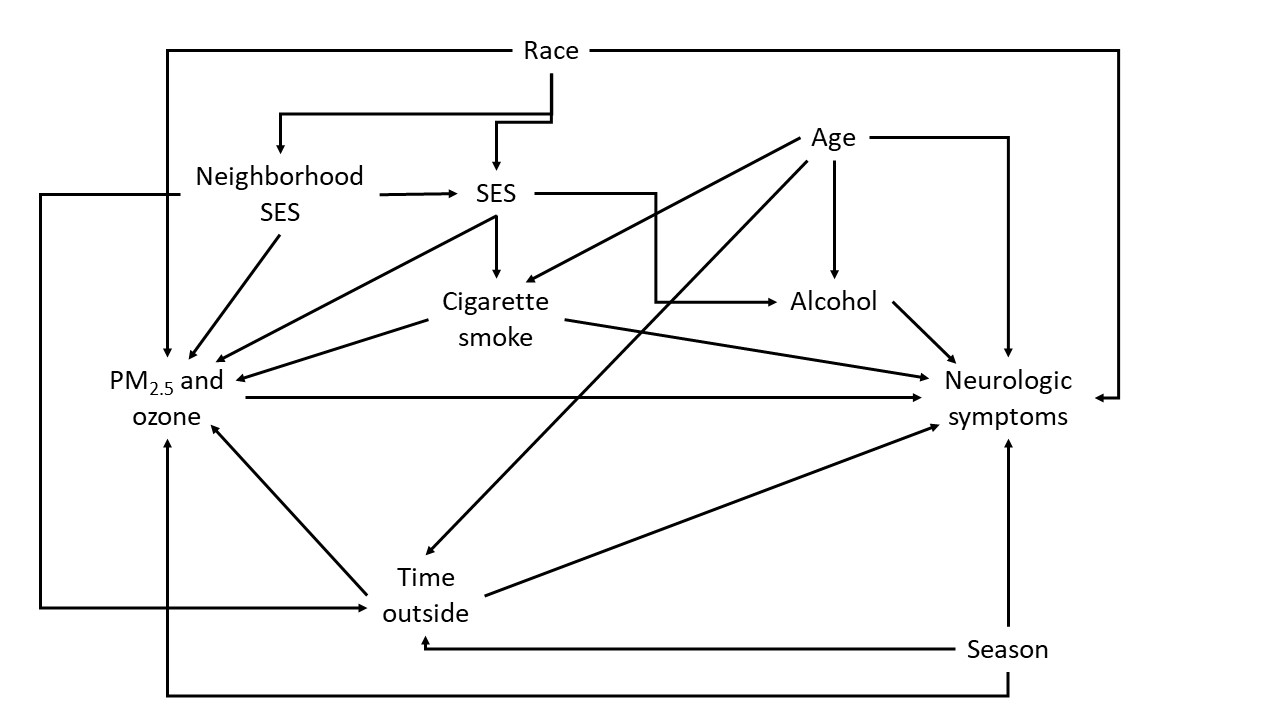 Race
Age
Neighborhood
SES
SES
Cigarette
smoke
Alcohol
PM2.5 and
ozone
Neurologic
symptoms
Time
outside
Season